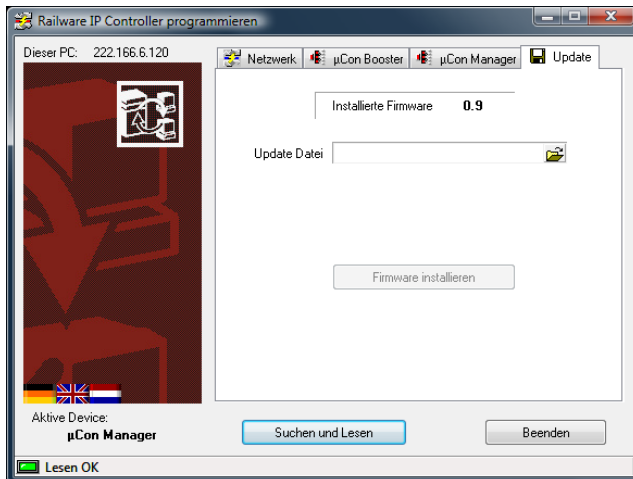 Railware IP Controller programmieren
Dieser PC: 222.166.6.120
Netzwerk
µCon Booster
µCon Manager
Update
Installierte Firmware 0.9
Update Datei
Firmware installieren
Aktive Device:
µCon Manager
Suchen und Lesen
Beenden
Lesen OK